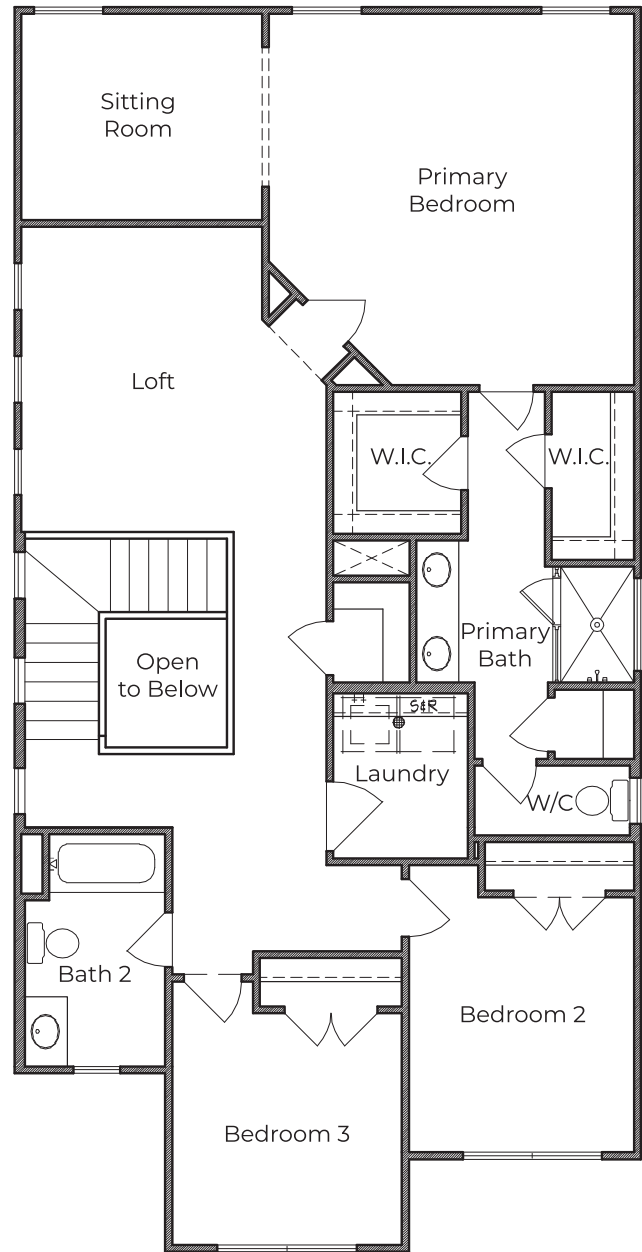 Sitting
Room
Primary
Bedroom
Loft
W.I.C.
W.I.C.
Primary
Bath
Open
to Below
S&R
Laundry
W/C
Bath 2
Bedroom 2
Bedroom 3